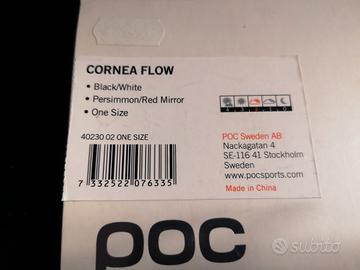 CORNEA FLOW
• Black/White
• Persimmon/Red Mirror
• One Size
40230 02 ONE SIZE
7 332522 076335
POC Sweden AB
Nackagatan 4
SE-116 41 Stockholm
Sweden
www.pocsports.com
Made in China
poc
subito